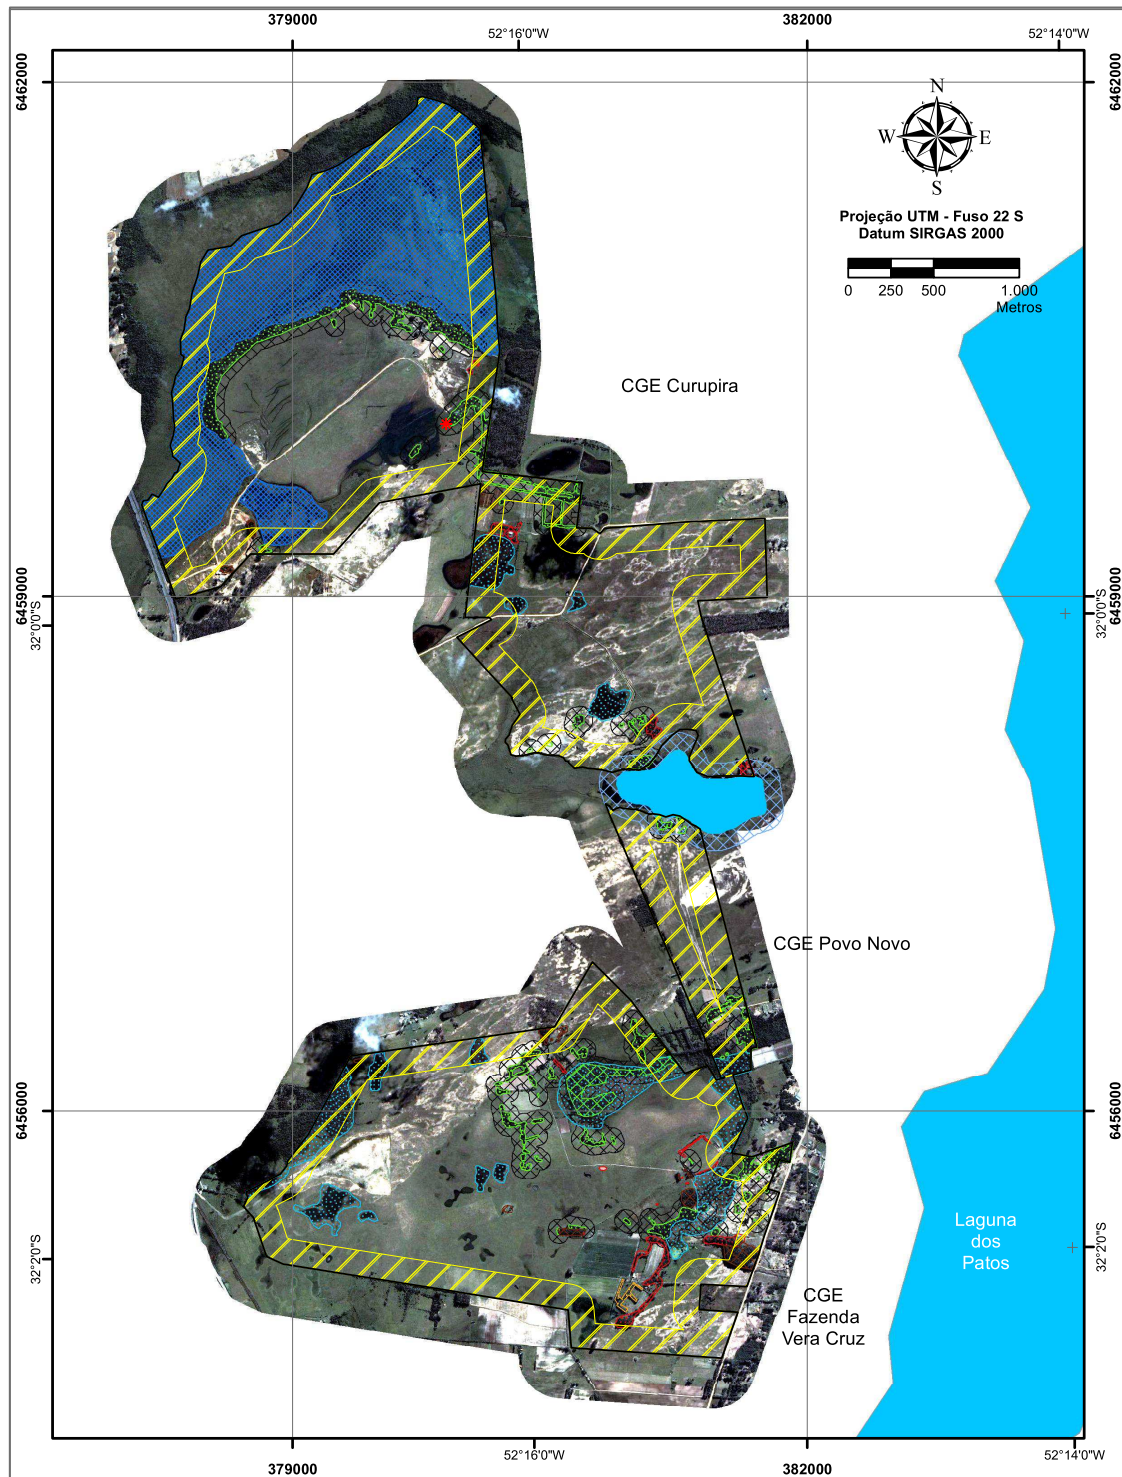 379000
382000
52°16'0"W
52°14'0"W
6462000
6462000
N
W
E
S
Projeção UTM - Fuso 22 S
Datum SIRGAS 2000
0 250 500 1.000
Metros
CGE Curupira
6459000
6459000
32°0'0"S
32°0'0"S
CGE Povo Novo
6456000
6456000
Laguna
dos
Patos
32°2'0"S
32°2'0"S
CGE
Fazenda
Vera Cruz
52°16'0"W
52°14'0"W
379000
382000